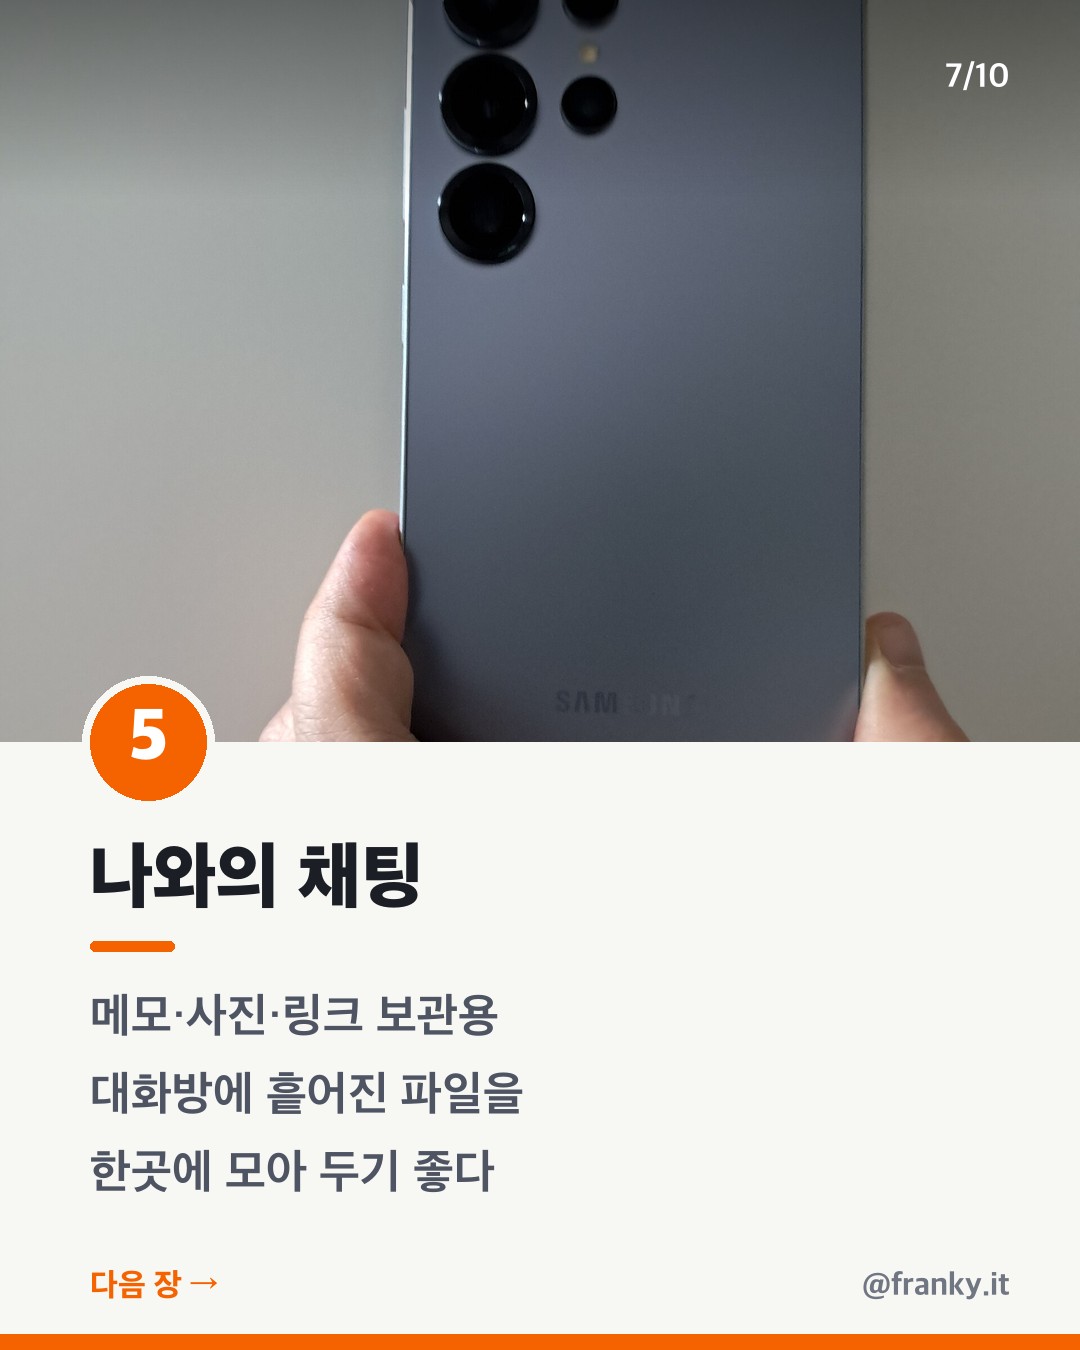 7/10
5
나와의 채팅
메모·사진·링크 보관용
대화방에 흩어진 파일을
한곳에 모아 두기 좋다
다음 장 →
@franky.it